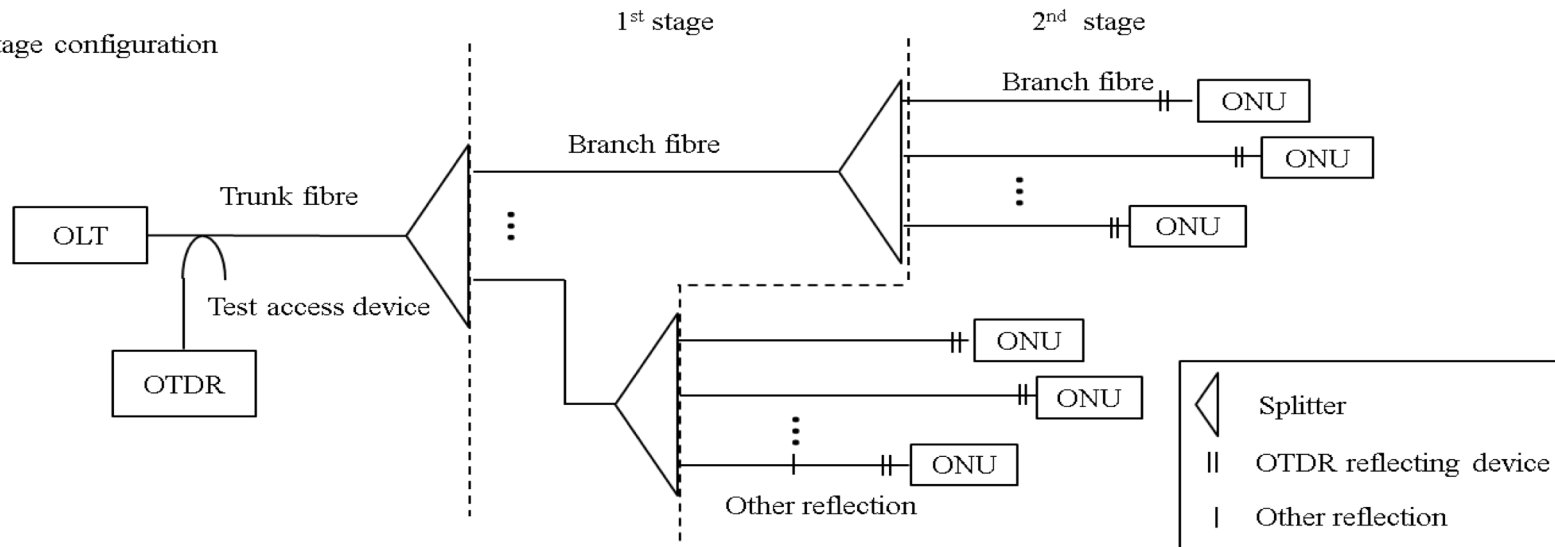 tage configuration
1st stage
2nd stage
Branch fibre
ONU
Branch fibre
ONU
Trunk fibre
OLT
ONU
Test access device
OTDR
ONU
ONU
ONU
Other reflection
Splitter
OTDR reflecting device
Other reflection